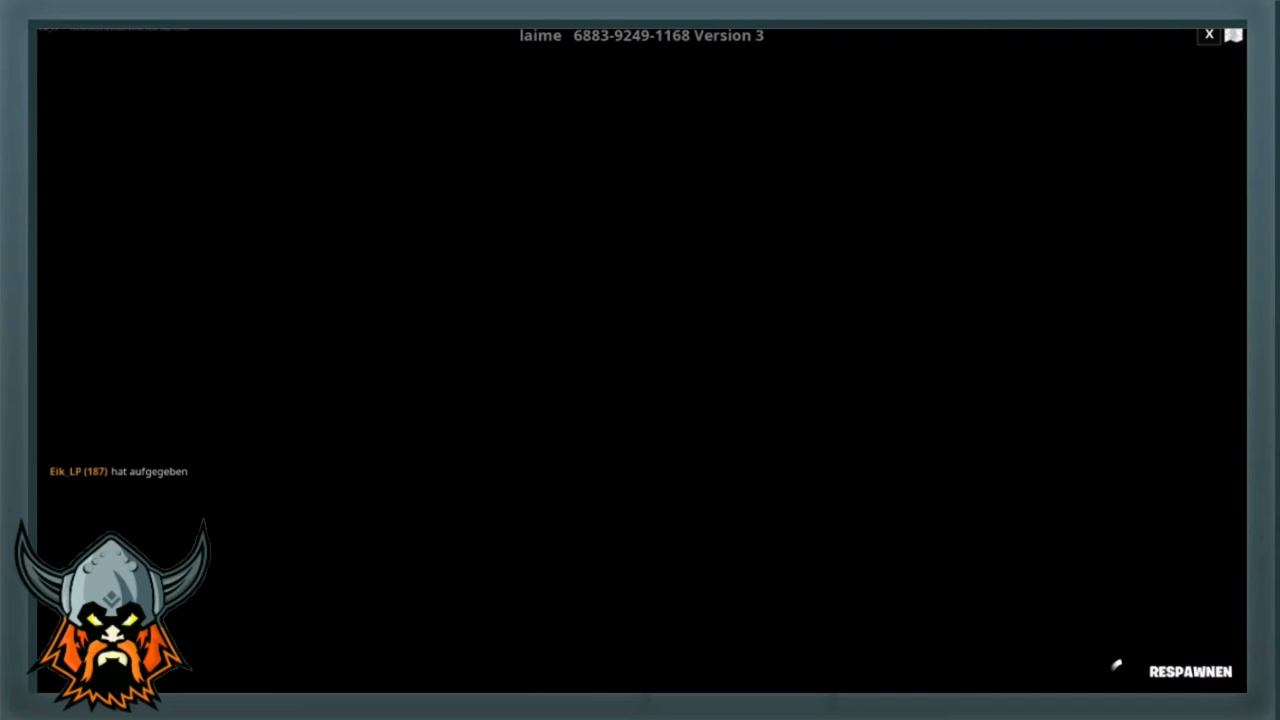 laime 6883-9249-1168 Version 3
X
Eik_LP (187) hat aufgegeben
RESPAWNEN